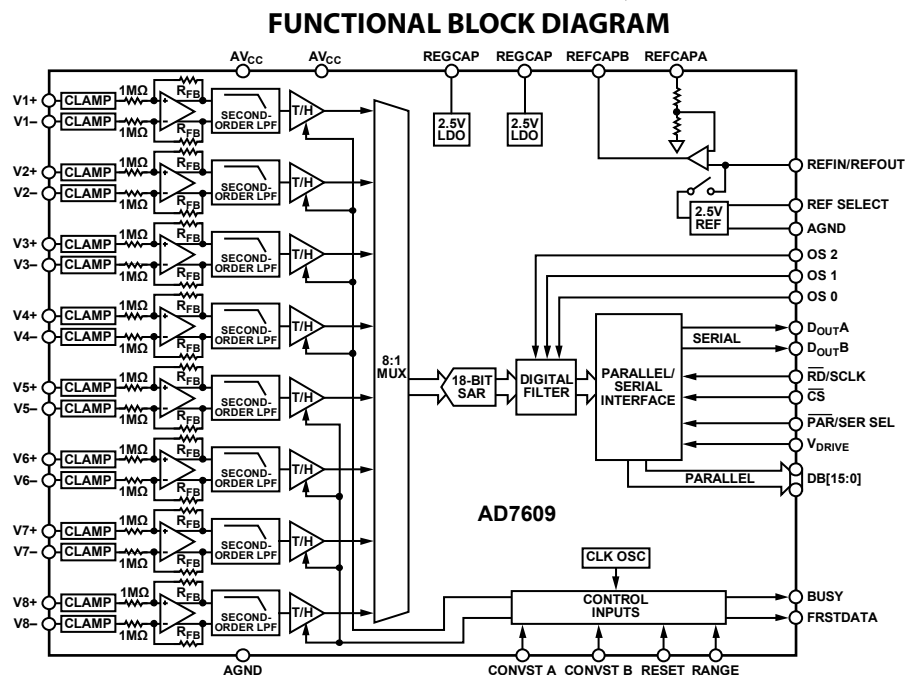 FUNCTIONAL BLOCK DIAGRAM
AVCC
AVCC
REGCAP
REGCAP
REFCAPB
REFCAPA
V1+
CLAMP
1MΩ
RFB
V1–
CLAMP
1MΩ
RFB
SECOND-
ORDER LPF
T/H
V2+
CLAMP
1MΩ
RFB
V2–
CLAMP
1MΩ
RFB
SECOND-
ORDER LPF
T/H
V3+
CLAMP
1MΩ
RFB
V3–
CLAMP
1MΩ
RFB
SECOND-
ORDER LPF
T/H
V4+
CLAMP
1MΩ
RFB
V4–
CLAMP
1MΩ
RFB
SECOND-
ORDER LPF
T/H
V5+
CLAMP
1MΩ
RFB
V5–
CLAMP
1MΩ
RFB
SECOND-
ORDER LPF
T/H
V6+
CLAMP
1MΩ
RFB
V6–
CLAMP
1MΩ
RFB
SECOND-
ORDER LPF
T/H
V7+
CLAMP
1MΩ
RFB
V7–
CLAMP
1MΩ
RFB
SECOND-
ORDER LPF
T/H
V8+
CLAMP
1MΩ
RFB
V8–
CLAMP
1MΩ
RFB
SECOND-
ORDER LPF
T/H
8:1
MUX
2.5V
LDO
2.5V
LDO
REFIN/REFOUT
2.5V
REF
REF SELECT
AGND
OS 2
OS 1
OS 0
18-BIT
SAR
DIGITAL
FILTER
PARALLEL/
SERIAL
INTERFACE
SERIAL
DOUTA
DOUTB
RD/SCLK
CS
PAR/SER SEL
VDRIVE
PARALLEL
DB[15:0]
AD7609
CLK OSC
CONTROL
INPUTS
BUSY
FRSTDATA
AGND
CONVST A
CONVST B
RESET
RANGE